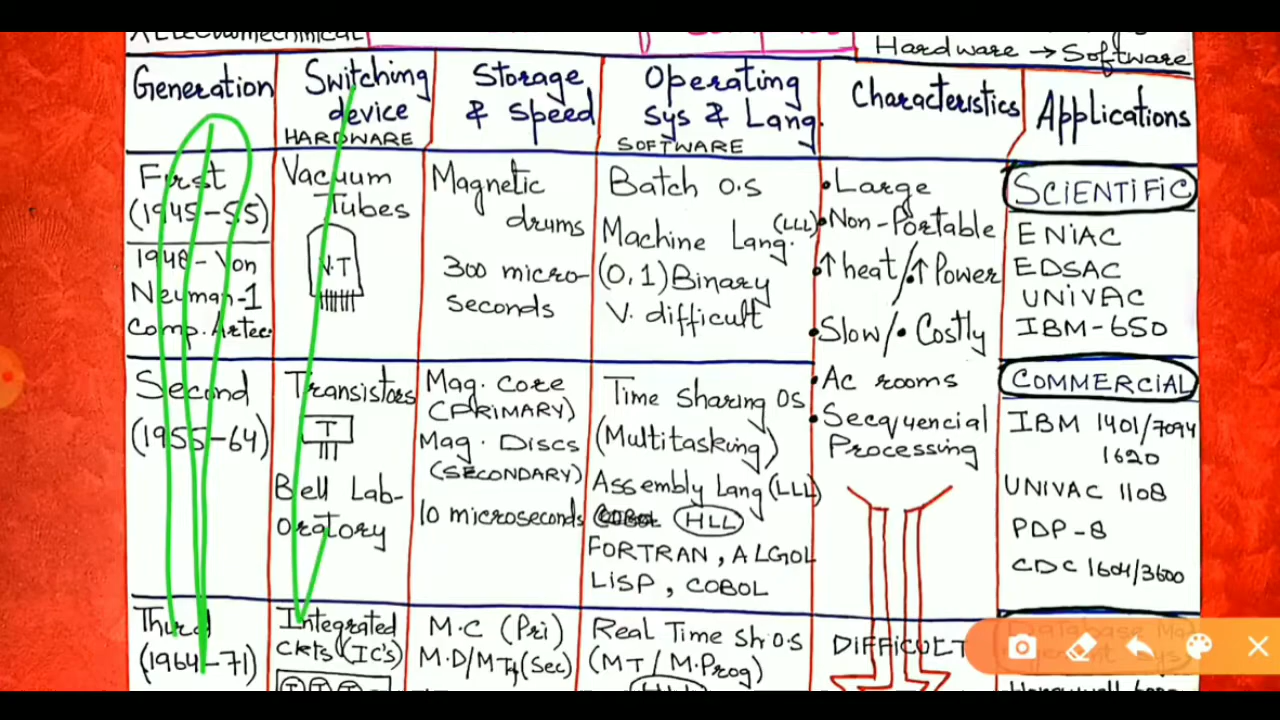 Hardware → Software
Generation
Switching
device
HARDWARE
Storage
& Speed
Operating
sys & Lang.
SOFTWARE
Characteristics
Applications
First
(1945-55)
1948- Von
Neuman-1
Comp. Artec
Vacuum
Tubes
V.T
Magnetic
drums
300 micro-
seconds
Batch O.S
Machine Lang. (LLL)
(0,1) Binary
V. difficult
• Large
• Non-Portable
• ↑heat/• ↑Power
• Slow/• Costly
• Ac rooms
• Secquencial
Processing
SCiENTiFiC
ENiAC
EDSAC
UNiVAC
IBM-650
Second
(1955-64)
Transistors
T
Bell Lab-
oratory
Mag. core
(PRIMARY)
Mag. Discs
(SECONDARY)
10 microseconds
Time sharing OS
(Multitasking)
Assembly Lang (LLL)
COBOL HLL
FORTRAN, ALGOL
LiSP, COBOL
COMMERCiAL
IBM 1401/7094
1620
UNIVAC 1108
PDP-8
CDC 1604/3600
Third
(1964-71)
Integrated
Ckts (IC's)
T T T
M.C (Pri)
M.D/MT (Sec)
Real Time sh O.S
(MT / M.Prog)
DIFFICULT